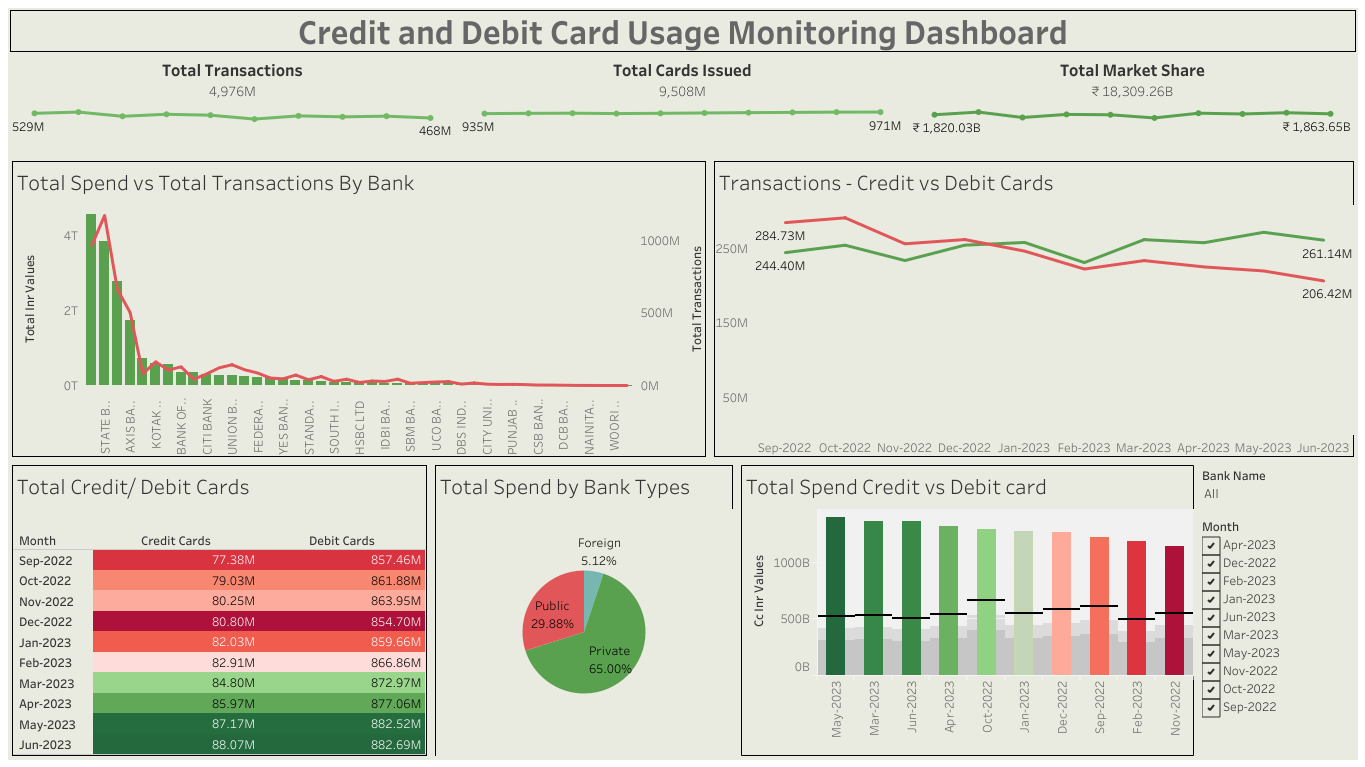 Credit and Debit Card Usage Monitoring Dashboard
Total Transactions
4,976M
529M
468M
Total Cards Issued
9,508M
935M
971M
Total Market Share
₹ 18,309.26B
₹ 1,820.03B
₹ 1,863.65B
Total Spend vs Total Transactions By Bank
Total Inr Values
4T
2T
0T
1000M
500M
0M
Total Transactions
STATE B..
AXIS BA..
KOTAK ..
BANK OF..
CITI BANK
UNION B..
FEDERA..
YES BAN..
STANDA..
SOUTH I..
HSBC LTD
IDBI BA..
SBM BA..
UCO BA..
DBS IND..
CITY UNI..
PUNJAB ..
CSB BAN..
DCB BA..
NAINITA..
WOORI ..
Transactions - Credit vs Debit Cards
250M
150M
50M
284.73M
244.40M
261.14M
206.42M
Sep-2022 Oct-2022 Nov-2022 Dec-2022 Jan-2023 Feb-2023 Mar-2023 Apr-2023 May-2023 Jun-2023
Total Credit/ Debit Cards
Month Credit Cards Debit Cards
Sep-2022 77.38M 857.46M
Oct-2022 79.03M 861.88M
Nov-2022 80.25M 863.95M
Dec-2022 80.80M 854.70M
Jan-2023 82.03M 859.66M
Feb-2023 82.91M 866.86M
Mar-2023 84.80M 872.97M
Apr-2023 85.97M 877.06M
May-2023 87.17M 882.52M
Jun-2023 88.07M 882.69M
Total Spend by Bank Types
Foreign
5.12%
Public
29.88%
Private
65.00%
Total Spend Credit vs Debit card
Cc Inr Values
1000B
500B
0B
May-2023
Mar-2023
Jun-2023
Apr-2023
Oct-2022
Jan-2023
Dec-2022
Sep-2022
Feb-2023
Nov-2022
Bank Name
All
Month
Apr-2023
Dec-2022
Feb-2023
Jan-2023
Jun-2023
Mar-2023
May-2023
Nov-2022
Oct-2022
Sep-2022